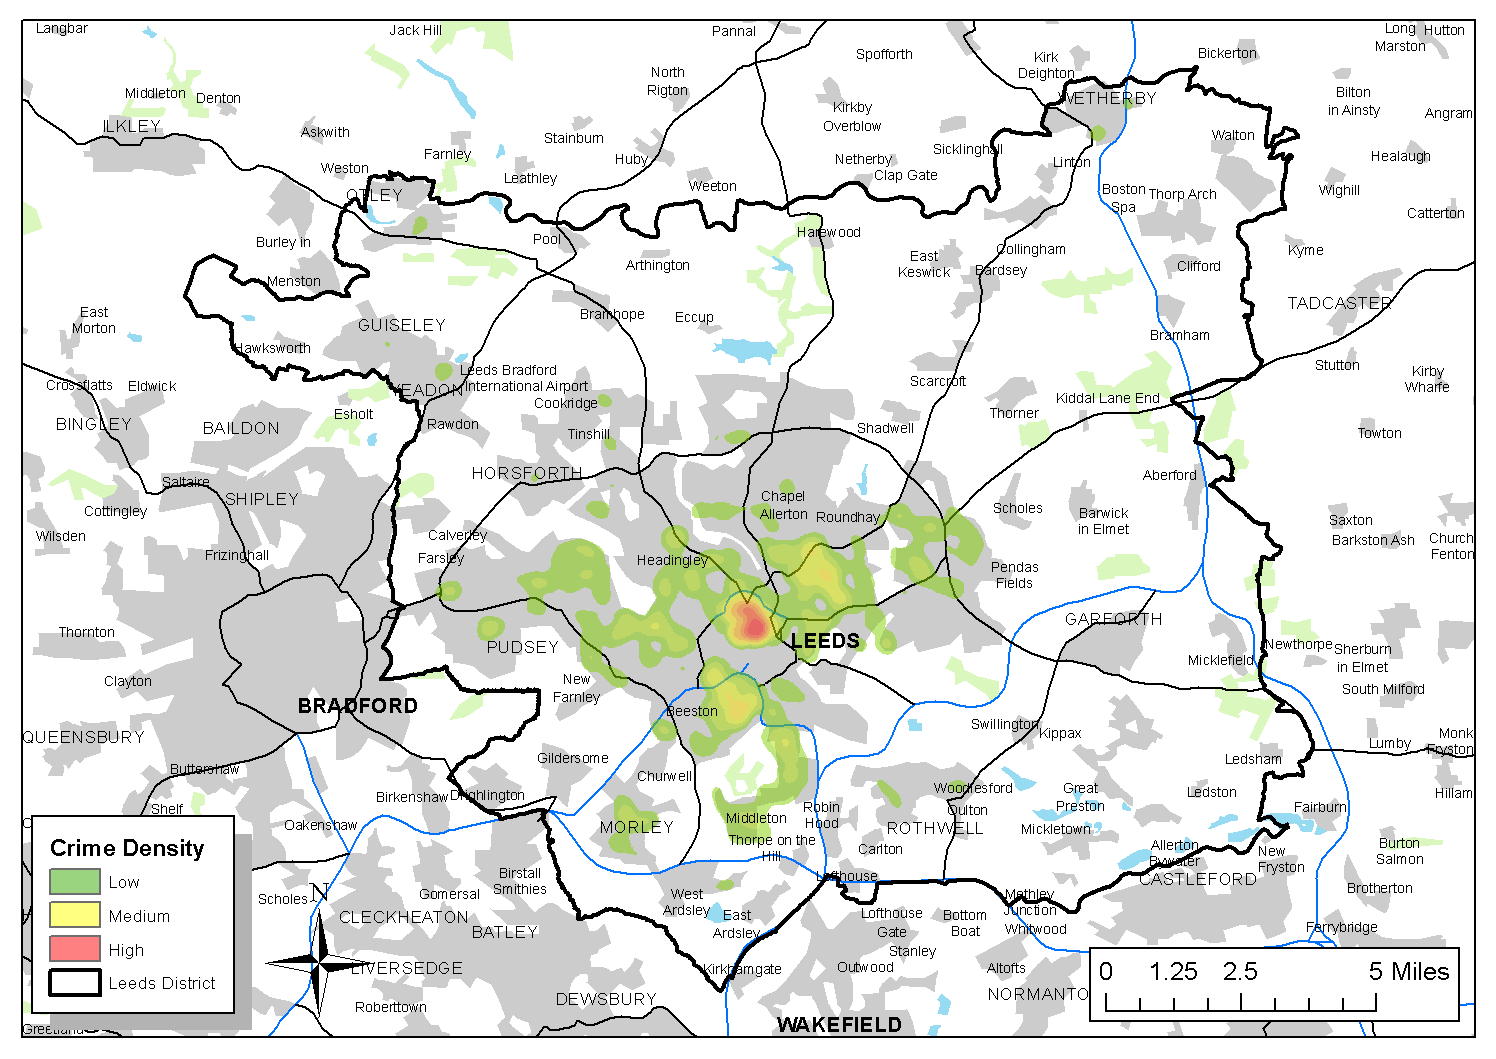 Langbar
Jack Hill
Pannal
Long Hutton
Marston
Spofforth
Bickerton
Kirk
Deighton
North
Rigton
Middleton
Denton
WETHERBY
Bilton
in Ainsty
Kirkby
Overblow
Angram
ILKLEY
Askwith
Stainburn
Walton
Farnley
Huby
Netherby
Sicklinghall
Linton
Healaugh
Weston
Clap Gate
Leathley
Weeton
OTLEY
Boston
Spa
Thorp Arch
Wighill
Catterton
Burley in
Pool
Harewood
Collingham
Kyme
East
Keswick
Arthington
Bardsey
Clifford
Menston
TADCASTER
East
Morton
GUISELEY
Bramhope
Eccup
Bramham
Hawksworth
Stutten
Leeds Bradford
International Airport
Kirby
Wharfe
Crossflatts
Eldwick
YEADON
Scarcroft
Cookridge
Kiddal Lane End
Esholt
Thorner
BINGLEY
BAILDON
Rawdon
Tinshill
Shadwell
Towton
HORSFORTH
Aberford
Saltaire
SHIPLEY
Chapel
Allerton
Roundhay
Scholes
Barwick
in Elmet
Saxton
Cottingley
Wilsden
Calverley
Barkston Ash
Church
Fenton
Frizinghall
Farsley
Headingley
Pendas
Fields
GARFORTH
Thornton
PUDSEY
LEEDS
Newthorpe
Sherburn
in Elmet
Micklefield
Clayton
New
Farnley
South Milford
BRADFORD
Beeston
Swillington
Kippax
QUEENSBURY
Monk
Fryston
Lumby
Gildersome
Ledsham
Buttershaw
Churwell
Woodlesford
Great
Preston
Ledston
Hillam
Birkenshaw
Drighlington
Oulton
Shelf
Robin
Hood
Fairburn
Oakenshaw
MORLEY
Middleton
ROTHWELL
Mickletown
Thorpe on the
Hill
Carlton
Allerton
Bywater
New
Fryston
Burton
Salmon
Crime Density
Low
Medium
High
Leeds District
Birstall
Smithies
Lofthouse
CASTLEFORD
Brotherton
Scholes
N
Gomersal
West
Ardsley
Methley
Junction
CLECKHEATON
East
Ardsley
Lofthouse
Gate
Bottom
Boat
Whitwood
Ferrybridge
BATLEY
Stanley
LIVERSEDGE
Kirkhamgate
Outwood
Altofts
0 1.25 2.5 5 Miles
Roberttown
DEWSBURY
NORMANTO
Greetland
WAKEFIELD